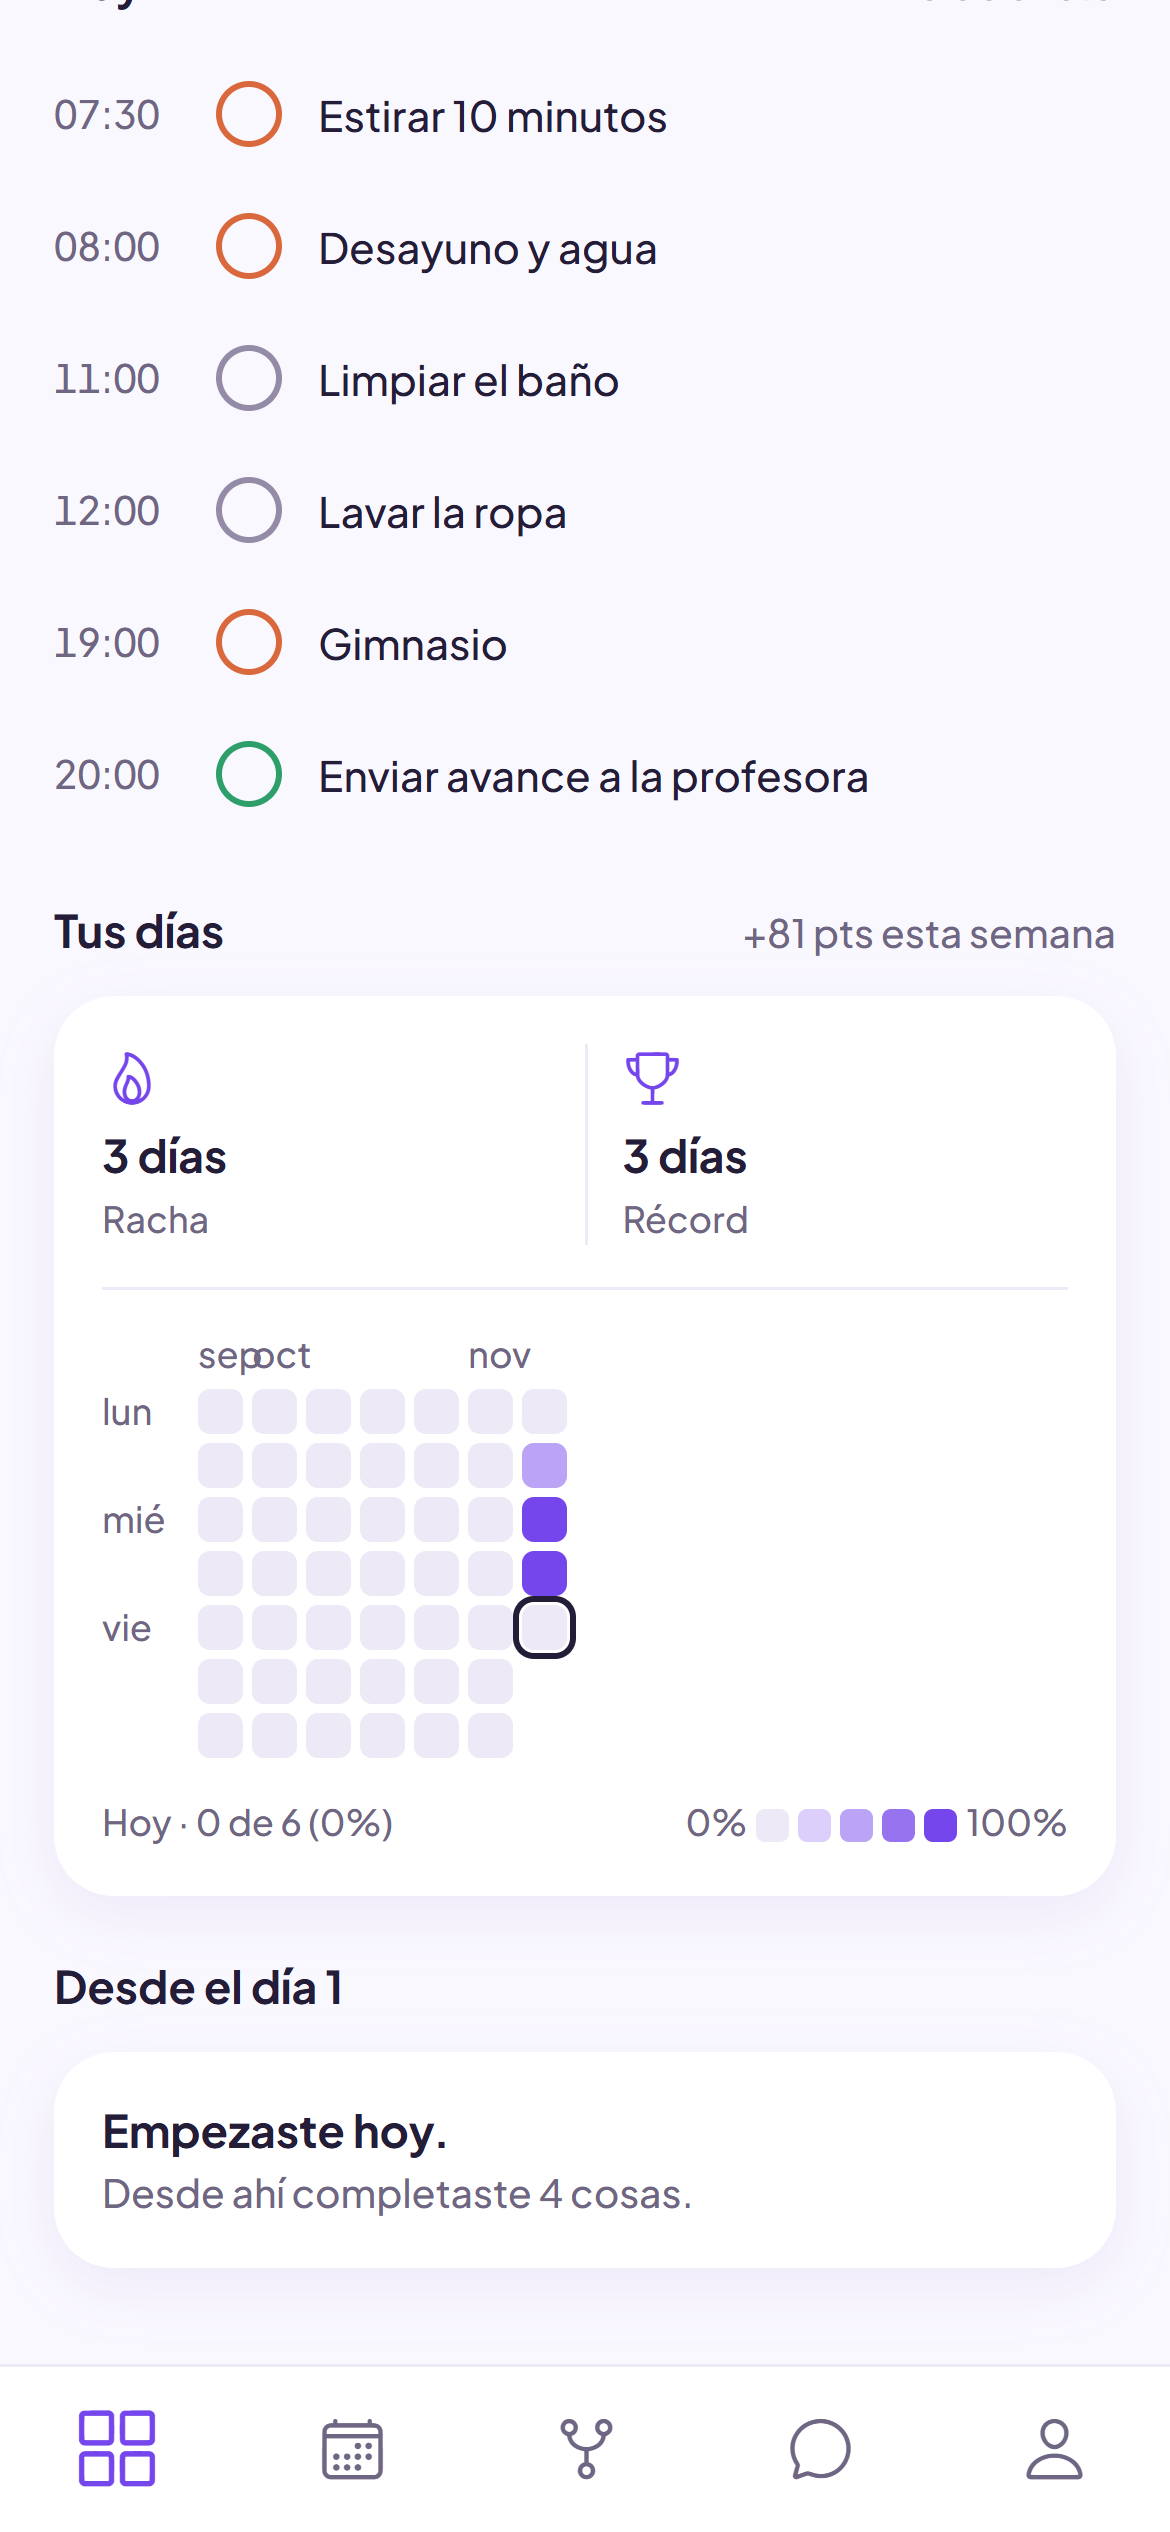 07:30 Estirar 10 minutos
08:00 Desayuno y agua
11:00 Limpiar el baño
12:00 Lavar la ropa
19:00 Gimnasio
20:00 Enviar avance a la profesora
Tus días +81 pts esta semana
3 días 3 días
Racha Récord
sep oct nov
lun
mié
vie
Hoy · 0 de 6 (0%) 0% 100%
Desde el día 1
Empezaste hoy.
Desde ahí completaste 4 cosas.